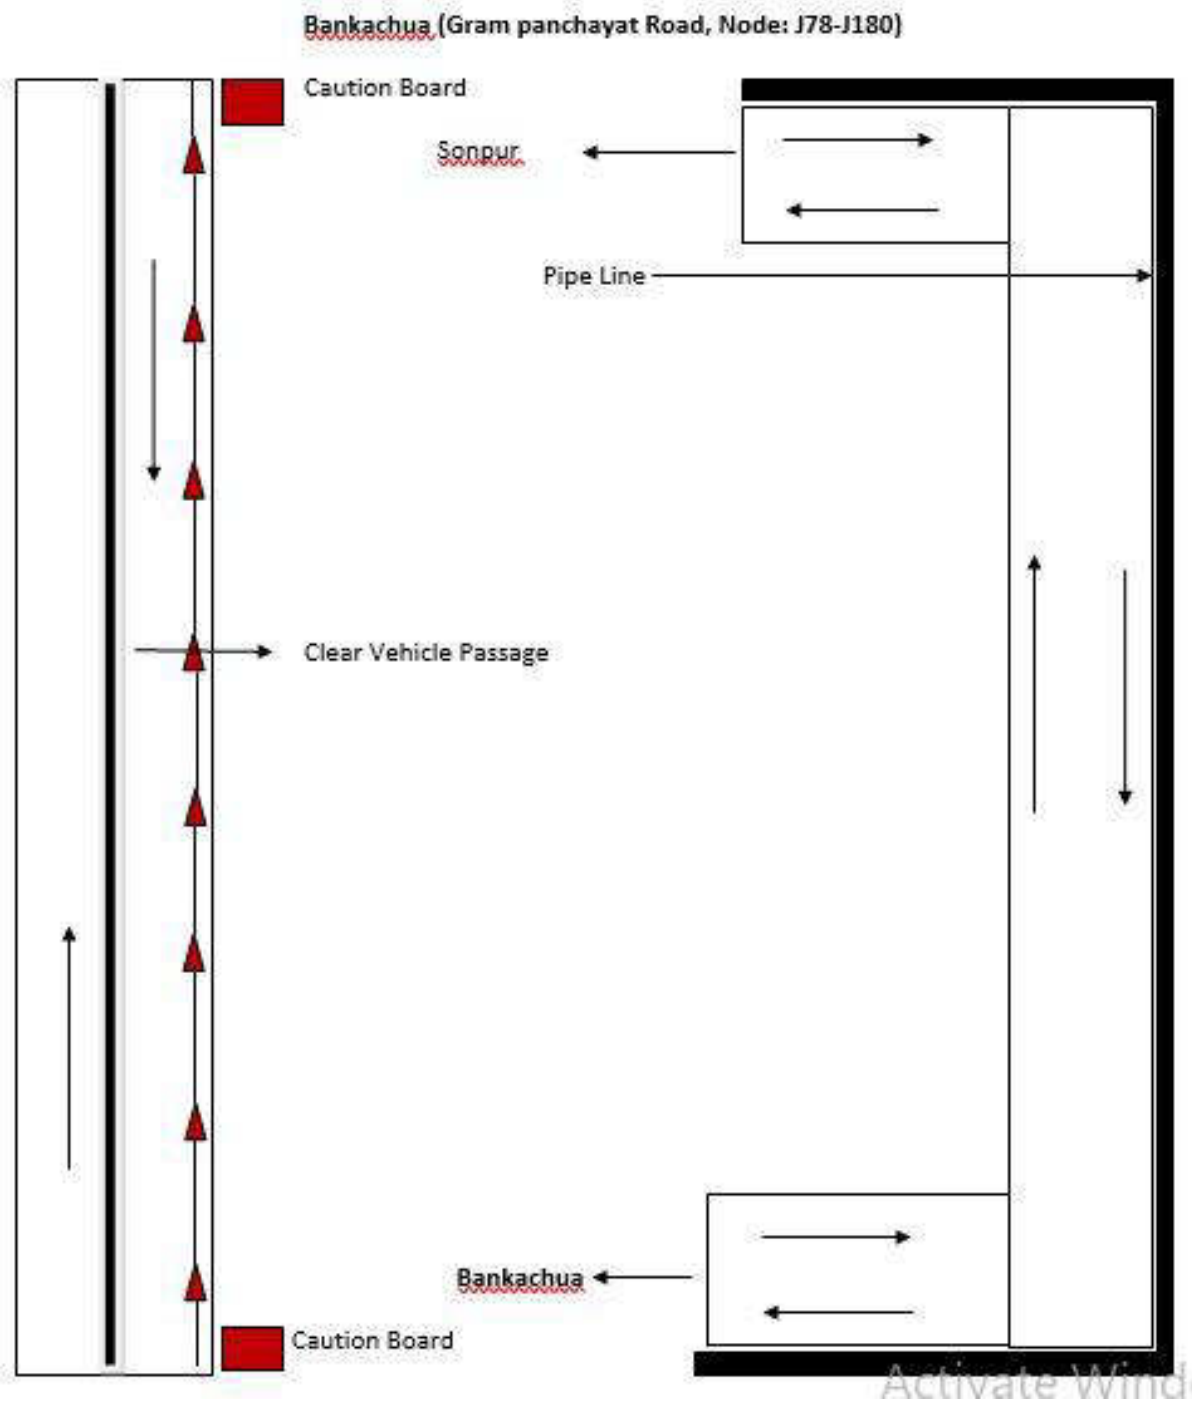 Bankachua (Gram panchayat Road, Node: J78-J180)
Caution Board
Sonpur
Pipe Line
Clear Vehicle Passage
Bankachua
Caution Board
Activate Wind